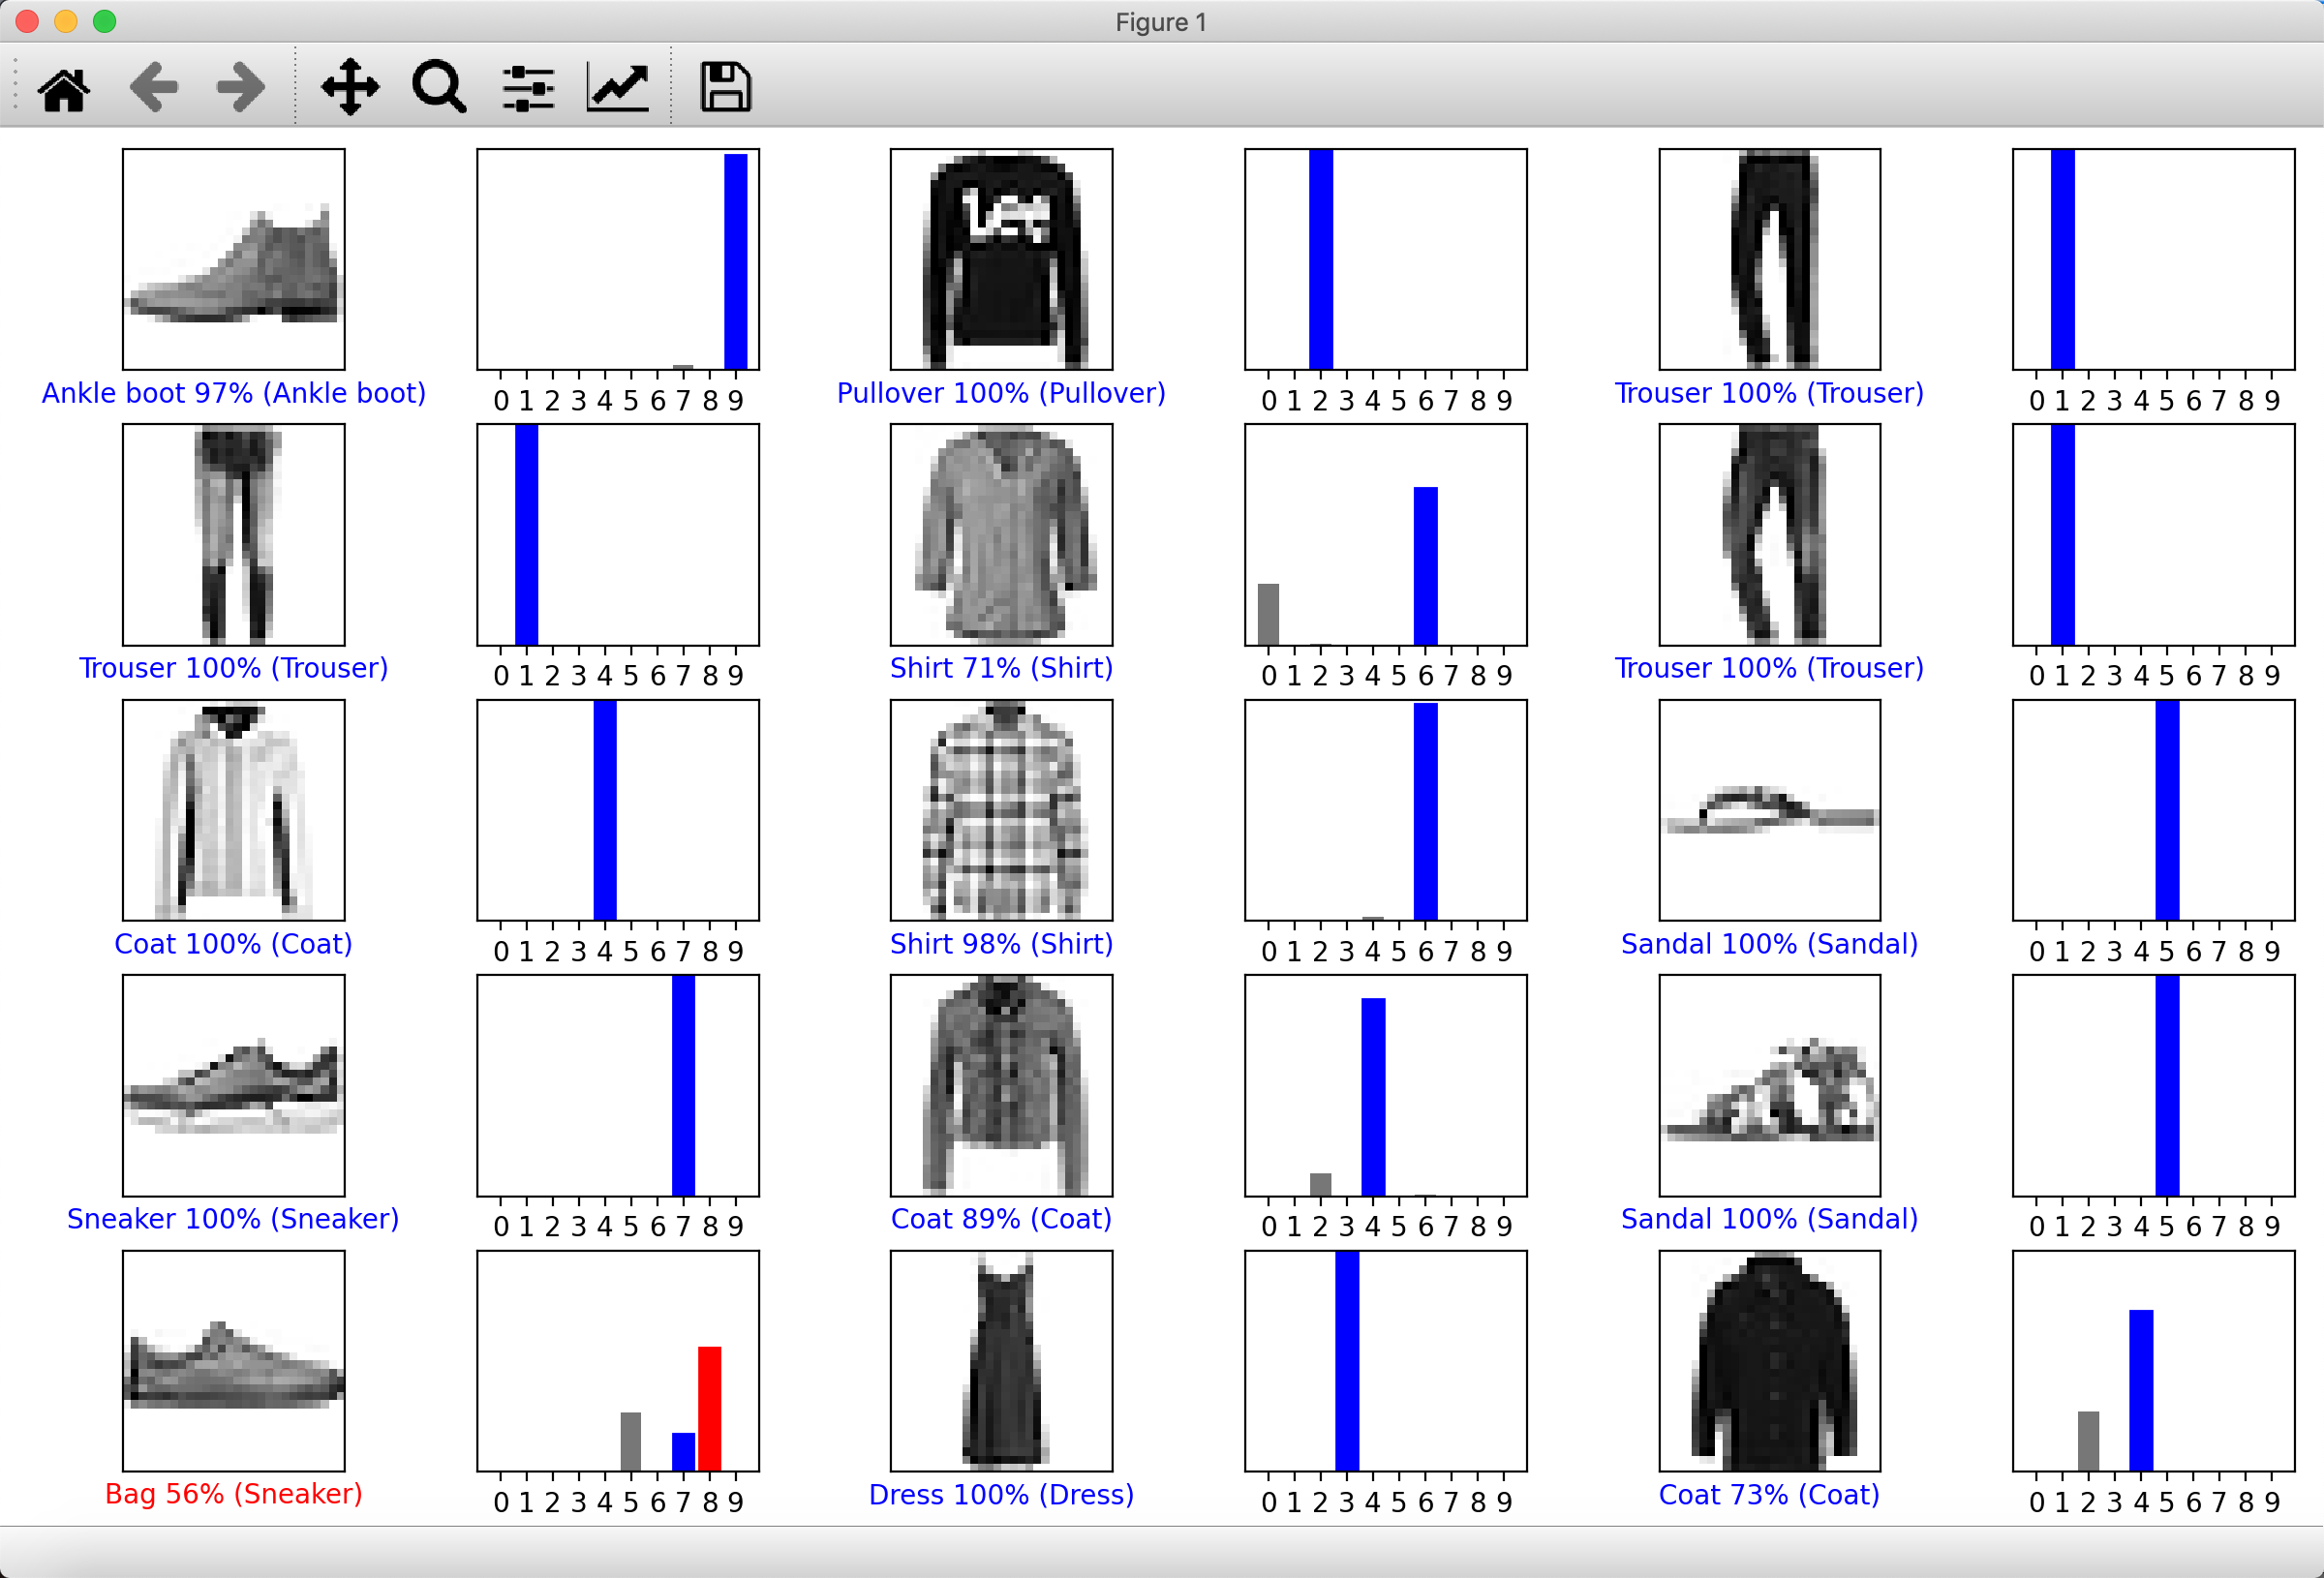 Figure 1
Ankle boot 97% (Ankle boot)
0 1 2 3 4 5 6 7 8 9
Pullover 100% (Pullover)
0 1 2 3 4 5 6 7 8 9
Trouser 100% (Trouser)
0 1 2 3 4 5 6 7 8 9
Trouser 100% (Trouser)
0 1 2 3 4 5 6 7 8 9
Shirt 71% (Shirt)
0 1 2 3 4 5 6 7 8 9
Trouser 100% (Trouser)
0 1 2 3 4 5 6 7 8 9
Coat 100% (Coat)
0 1 2 3 4 5 6 7 8 9
Shirt 98% (Shirt)
0 1 2 3 4 5 6 7 8 9
Sandal 100% (Sandal)
0 1 2 3 4 5 6 7 8 9
Sneaker 100% (Sneaker)
0 1 2 3 4 5 6 7 8 9
Coat 89% (Coat)
0 1 2 3 4 5 6 7 8 9
Sandal 100% (Sandal)
0 1 2 3 4 5 6 7 8 9
Bag 56% (Sneaker)
0 1 2 3 4 5 6 7 8 9
Dress 100% (Dress)
0 1 2 3 4 5 6 7 8 9
Coat 73% (Coat)
0 1 2 3 4 5 6 7 8 9